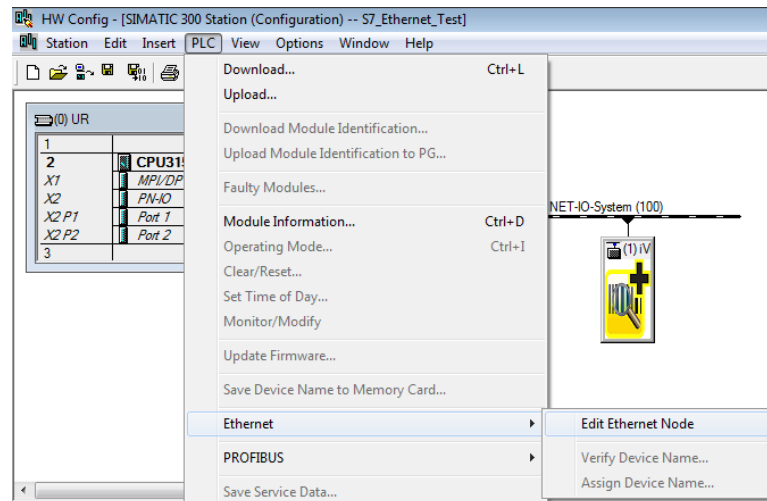 HW Config - [SIMATIC 300 Station (Configuration) -- S7_Ethernet_Test]
Station Edit Insert PLC View Options Window Help
Download... Ctrl+L
Upload...
Download Module Identification...
Upload Module Identification to PG...
Faulty Modules...
Module Information... Ctrl+D
Operating Mode... Ctrl+I
Clear/Reset...
Set Time of Day...
Monitor/Modify
Update Firmware...
Save Device Name to Memory Card...
Ethernet
PROFIBUS
Save Service Data...
(0) UR
1
2 CPU31
X1 MPI/DP
X2 PN-IO
X2 P1 Port 1
X2 P2 Port 2
3
NET-IO-System (100)
(1) iV
Edit Ethernet Node
Verify Device Name...
Assign Device Name...